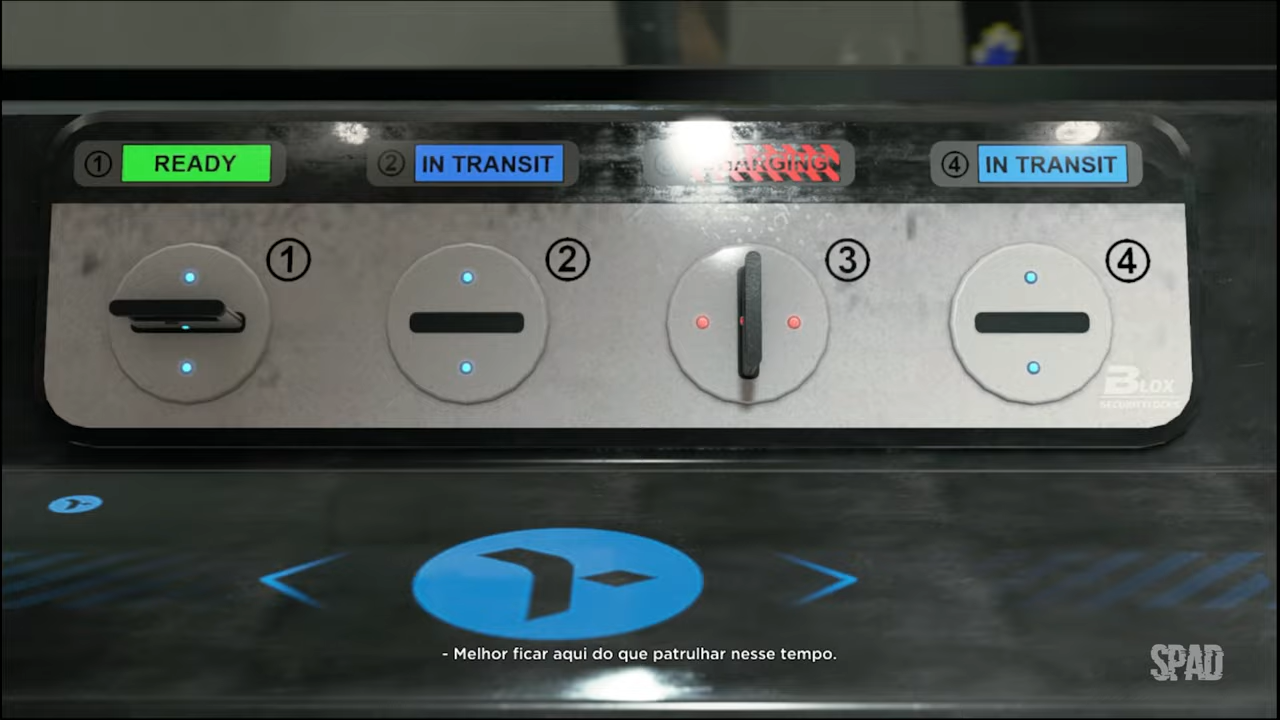 ① READY
② IN TRANSIT
CHARGING
④ IN TRANSIT
①
②
③
④
BLOX
- Melhor ficar aqui do que patrulhar nesse tempo.
SPAD